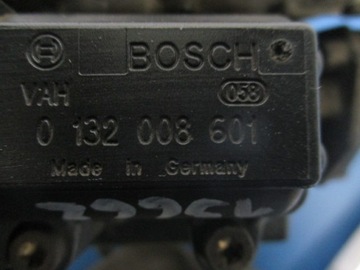 BOSCH
VAH 058
0 132 008 601
Made in Germany